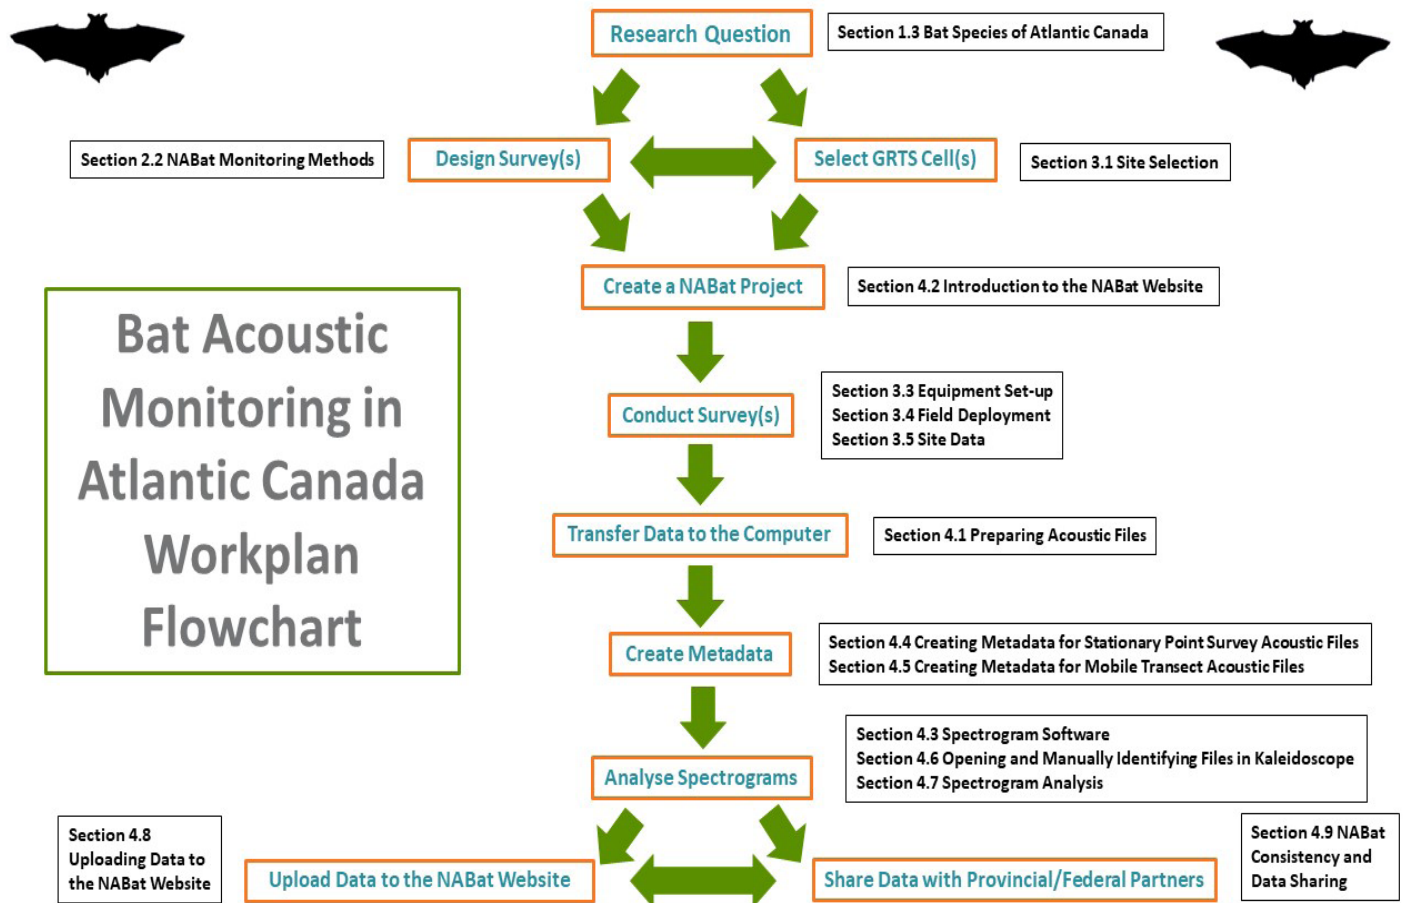 Research Question
Section 1.3 Bat Species of Atlantic Canada
Section 2.2 NABat Monitoring Methods
Design Survey(s)
Select GRTS Cell(s)
Section 3.1 Site Selection
Create a NABat Project
Section 4.2 Introduction to the NABat Website
Bat Acoustic
Monitoring in
Atlantic Canada
Workplan
Flowchart
Conduct Survey(s)
Section 3.3 Equipment Set-up
Section 3.4 Field Deployment
Section 3.5 Site Data
Transfer Data to the Computer
Section 4.1 Preparing Acoustic Files
Create Metadata
Section 4.4 Creating Metadata for Stationary Point Survey Acoustic Files
Section 4.5 Creating Metadata for Mobile Transect Acoustic Files
Analyse Spectrograms
Section 4.3 Spectrogram Software
Section 4.6 Opening and Manually Identifying Files in Kaleidoscope
Section 4.7 Spectrogram Analysis
Section 4.8
Uploading Data to
the NABat Website
Upload Data to the NABat Website
Share Data with Provincial/Federal Partners
Section 4.9 NABat
Consistency and
Data Sharing